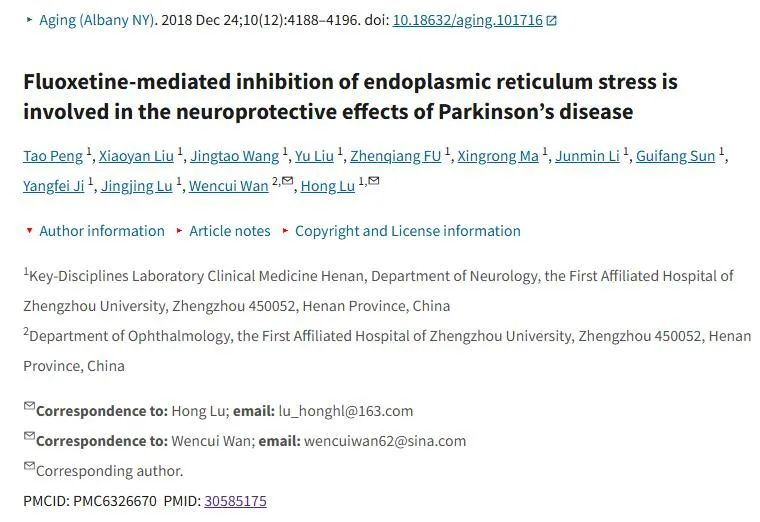 Aging (Albany NY). 2018 Dec 24;10(12):4188–4196. doi: 10.18632/aging.101716
Fluoxetine-mediated inhibition of endoplasmic reticulum stress is
involved in the neuroprotective effects of Parkinson’s disease
Tao Peng 1, Xiaoyan Liu 1, Jingtao Wang 1, Yu Liu 1, Zhenqiang FU 1, Xingrong Ma 1, Junmin Li 1, Guifang Sun 1,
Yangfei Ji 1, Jingjing Lu 1, Wencui Wan 2,✉, Hong Lu 1,✉
Author information Article notes Copyright and License information
1Key-Disciplines Laboratory Clinical Medicine Henan, Department of Neurology, the First Affiliated Hospital of
Zhengzhou University, Zhengzhou 450052, Henan Province, China
2Department of Ophthalmology, the First Affiliated Hospital of Zhengzhou University, Zhengzhou 450052, Henan
Province, China
✉Correspondence to: Hong Lu; email: lu_honghl@163.com
✉Correspondence to: Wencui Wan; email: wencuiwan62@sina.com
✉Corresponding author.
PMCID: PMC6326670 PMID: 30585175